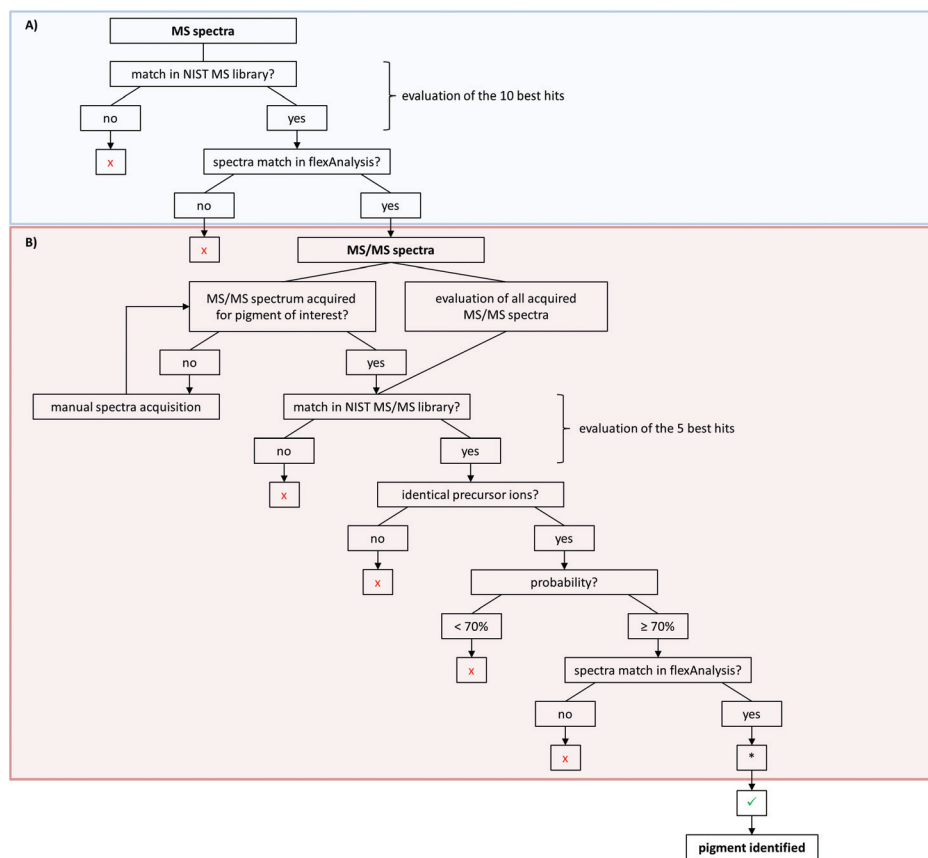 A)
MS spectra
match in NIST MS library?
evaluation of the 10 best hits
no
yes
x
spectra match in flexAnalysis?
no
yes
x
B)
MS/MS spectra
MS/MS spectrum acquired
for pigment of interest?
evaluation of all acquired
MS/MS spectra
no
yes
manual spectra acquisition
match in NIST MS/MS library?
evaluation of the 5 best hits
no
yes
x
identical precursor ions?
no
yes
x
probability?
< 70%
≥ 70%
x
spectra match in flexAnalysis?
no
yes
x
*
✓
pigment identified